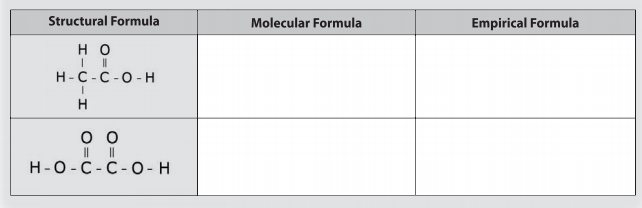 Structural Formula Molecular Formula Empirical Formula
H O
| ||
H - C - C - O - H
|
H
O O
|| ||
H - O - C - C - O - H